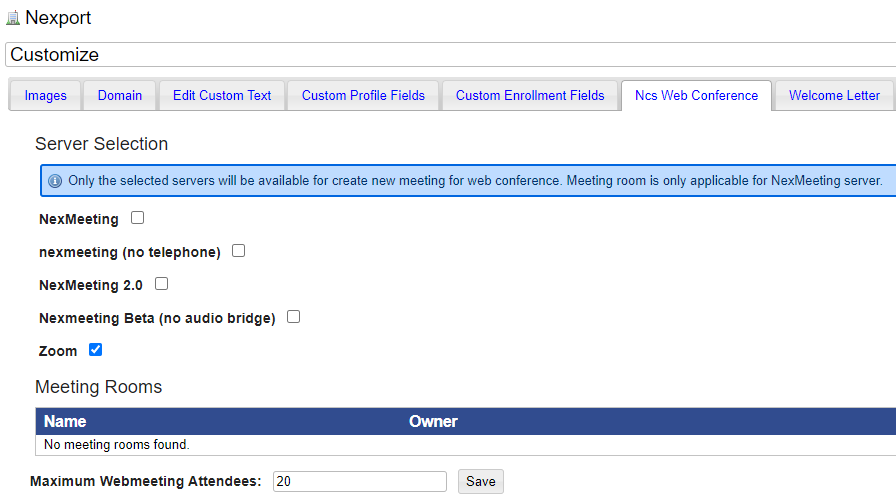 Nexport
Customize
Images Domain Edit Custom Text Custom Profile Fields Custom Enrollment Fields Ncs Web Conference Welcome Letter
Server Selection
Only the selected servers will be available for create new meeting for web conference. Meeting room is only applicable for NexMeeting server.
NexMeeting
nexmeeting (no telephone)
NexMeeting 2.0
Nexmeeting Beta (no audio bridge)
Zoom
Meeting Rooms
Name Owner
No meeting rooms found.
Maximum Webmeeting Attendees: 20 Save